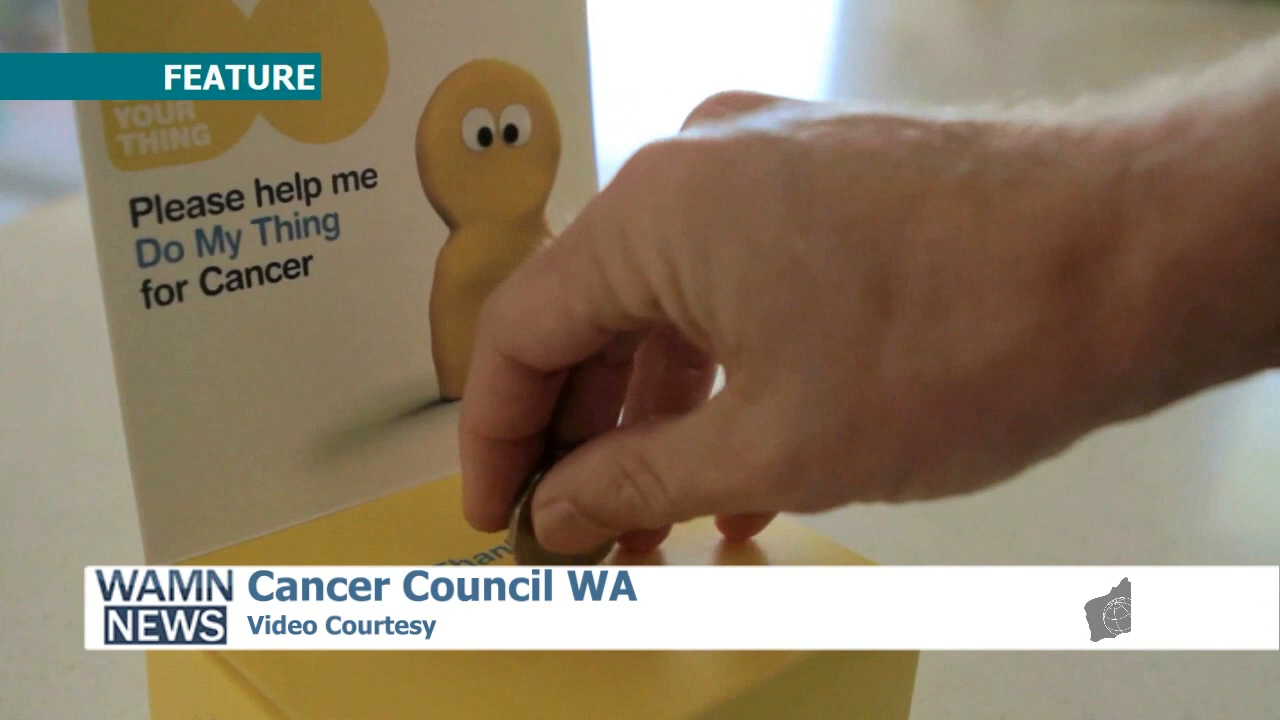 FEATURE
YOUR
THING
Please help me
Do My Thing
for Cancer
WAMN
NEWS
Cancer Council WA
Video Courtesy